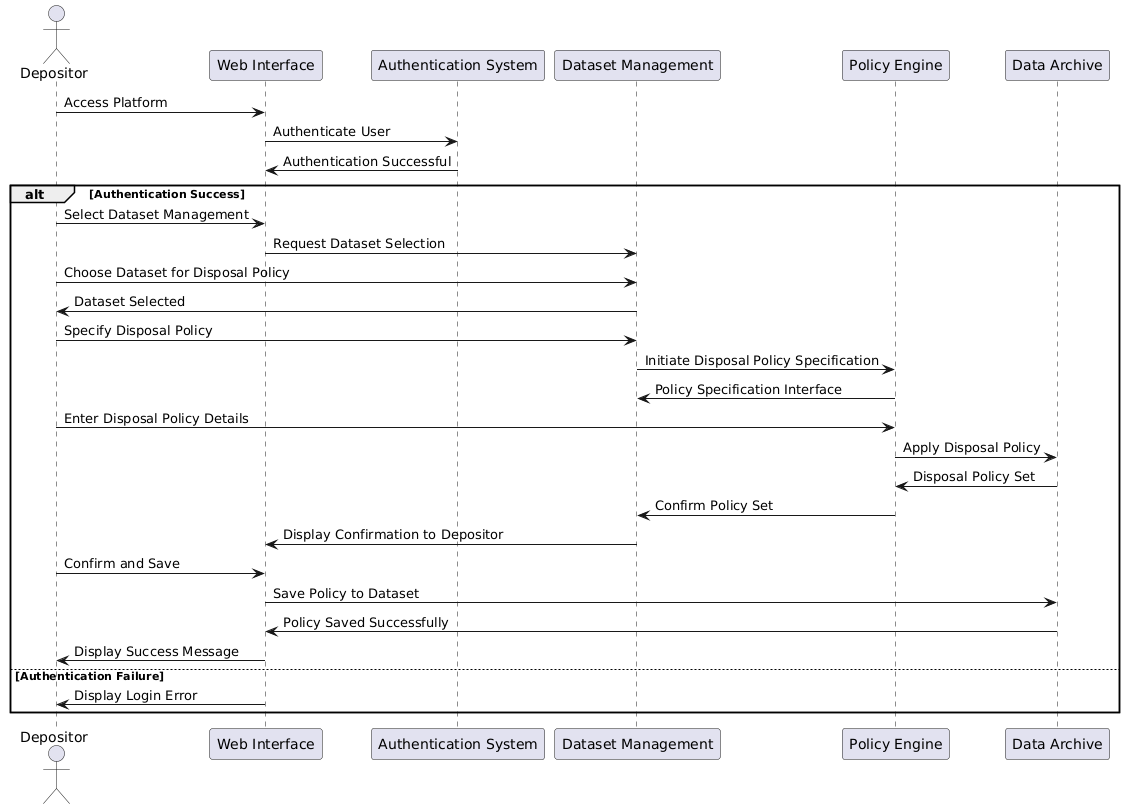 Depositor
Web Interface
Authentication System
Dataset Management
Policy Engine
Data Archive
Access Platform
Authenticate User
Authentication Successful
alt
[Authentication Success]
Select Dataset Management
Request Dataset Selection
Choose Dataset for Disposal Policy
Dataset Selected
Specify Disposal Policy
Initiate Disposal Policy Specification
Policy Specification Interface
Enter Disposal Policy Details
Apply Disposal Policy
Disposal Policy Set
Confirm Policy Set
Display Confirmation to Depositor
Confirm and Save
Save Policy to Dataset
Policy Saved Successfully
Display Success Message
[Authentication Failure]
Display Login Error
Depositor
Web Interface
Authentication System
Dataset Management
Policy Engine
Data Archive